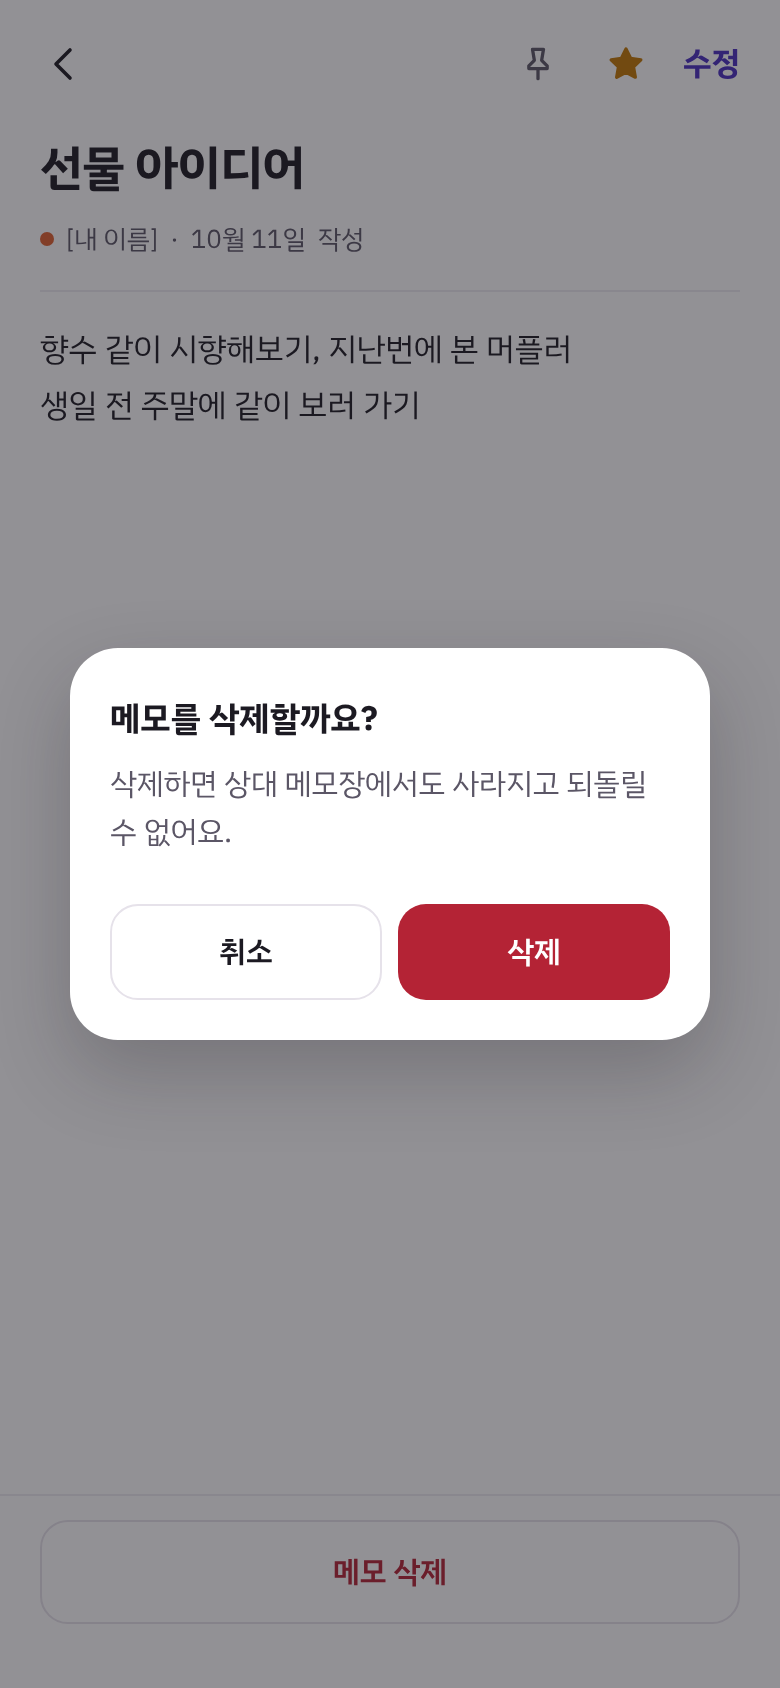 수정
선물 아이디어
[내 이름] · 10월 11일 작성
향수 같이 시향해보기, 지난번에 본 머플러
생일 전 주말에 같이 보러 가기
메모를 삭제할까요?
삭제하면 상대 메모장에서도 사라지고 되돌릴
수 없어요.
취소 삭제
메모 삭제